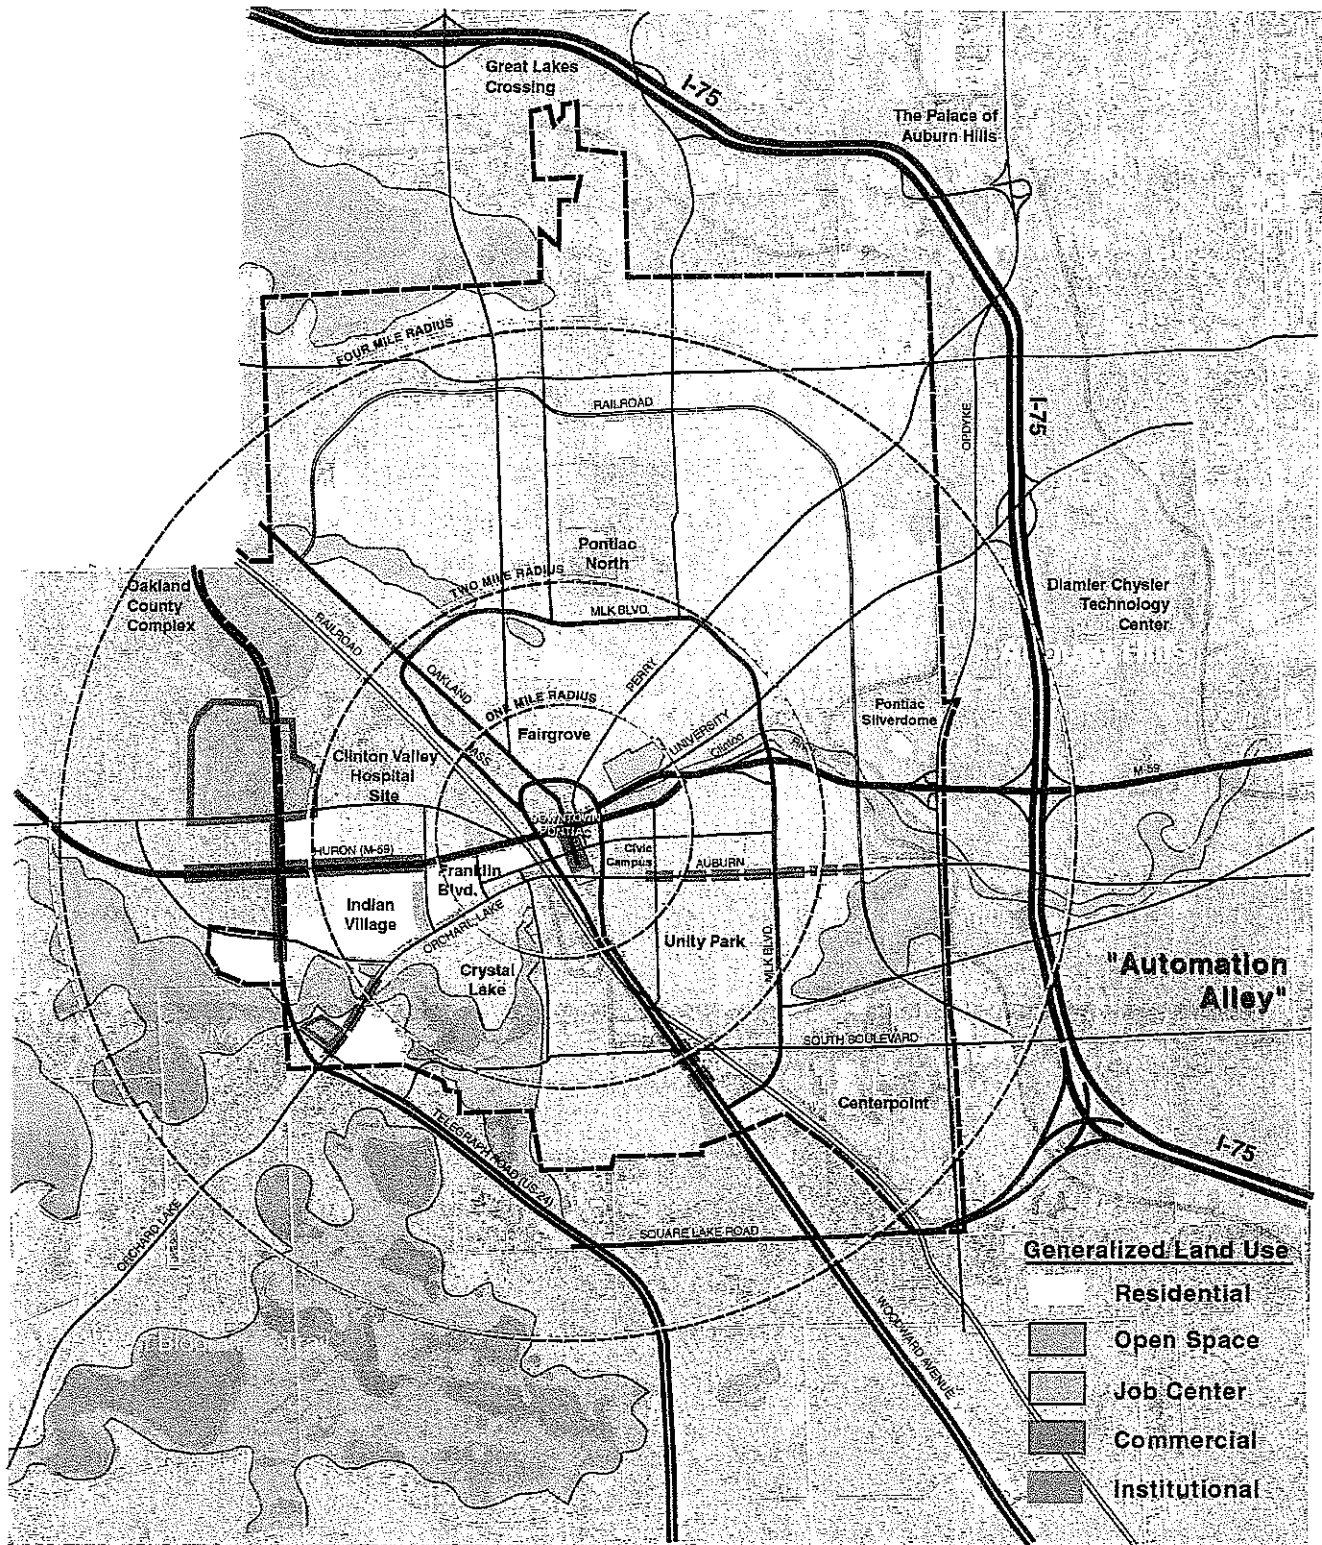 Great Lakes
Crossing
I-75
The Palace of
Auburn Hills
FOUR MILE RADIUS
RAILROAD
OPDYKE
I-75
Pontiac
North
TWO MILE RADIUS
MLK BLVD.
Oakland
County
Complex
RAILROAD
OAKLAND
PERRY
Diamler Chysler
Technology
Center
ONE MILE RADIUS
Fairgrove
UNIVERSITY
Clinton
Pontiac
Silverdome
CASS
Clinton Valley
Hospital
Site
M-59
DOWNTOWN
PONTIAC
HURON (M-59)
Civic
Campus
AUBURN
Franklin
Blvd.
Indian
Village
ORCHARD LAKE
Unity Park
MLK BLVD.
Crystal
Lake
"Automation
Alley"
SOUTH BOULEVARD
Centerpoint
TELEGRAPH ROAD (US-24)
I-75
ORCHARD LAKE
SQUARE LAKE ROAD
WOODWARD AVENUE
Generalized Land Use
Residential
Open Space
Job Center
Commercial
Institutional